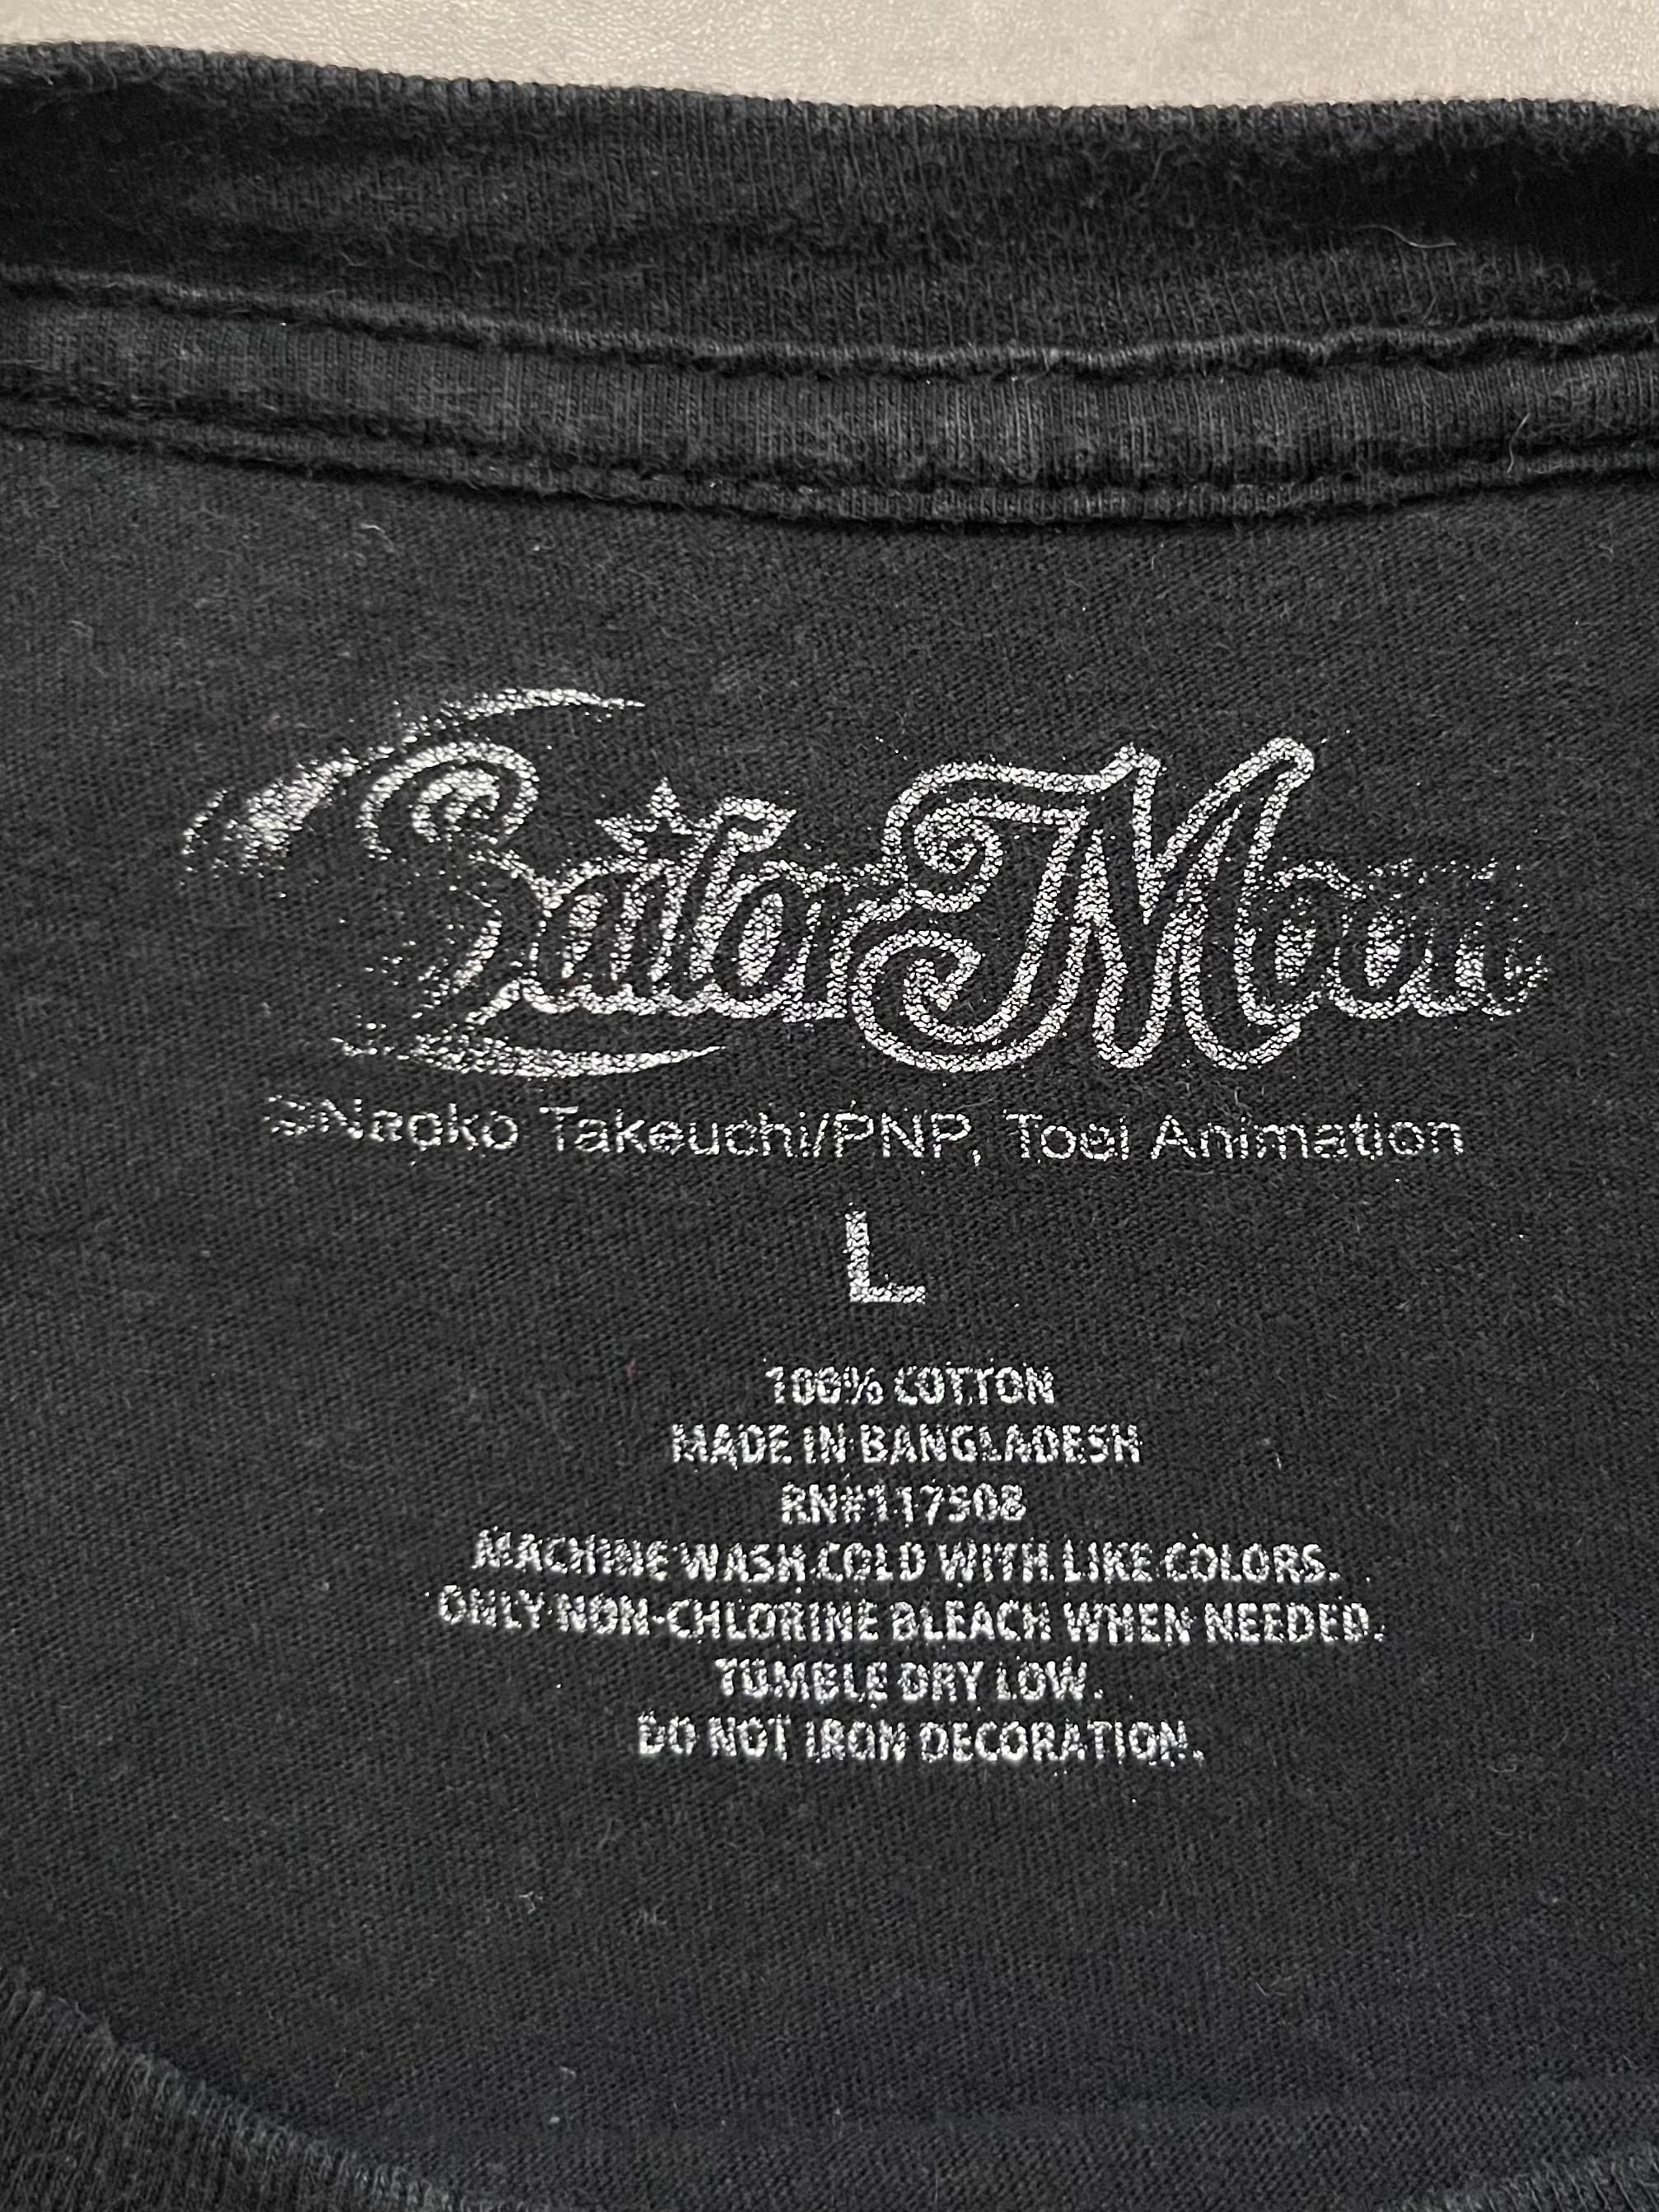 Sailor Moon
©Naoko Takeuchi/PNP, Toei Animation
L
100% COTTON
MADE IN BANGLADESH
RN#117508
MACHINE WASH COLD WITH LIKE COLORS.
ONLY NON-CHLORINE BLEACH WHEN NEEDED.
TUMBLE DRY LOW.
DO NOT IRON DECORATION.